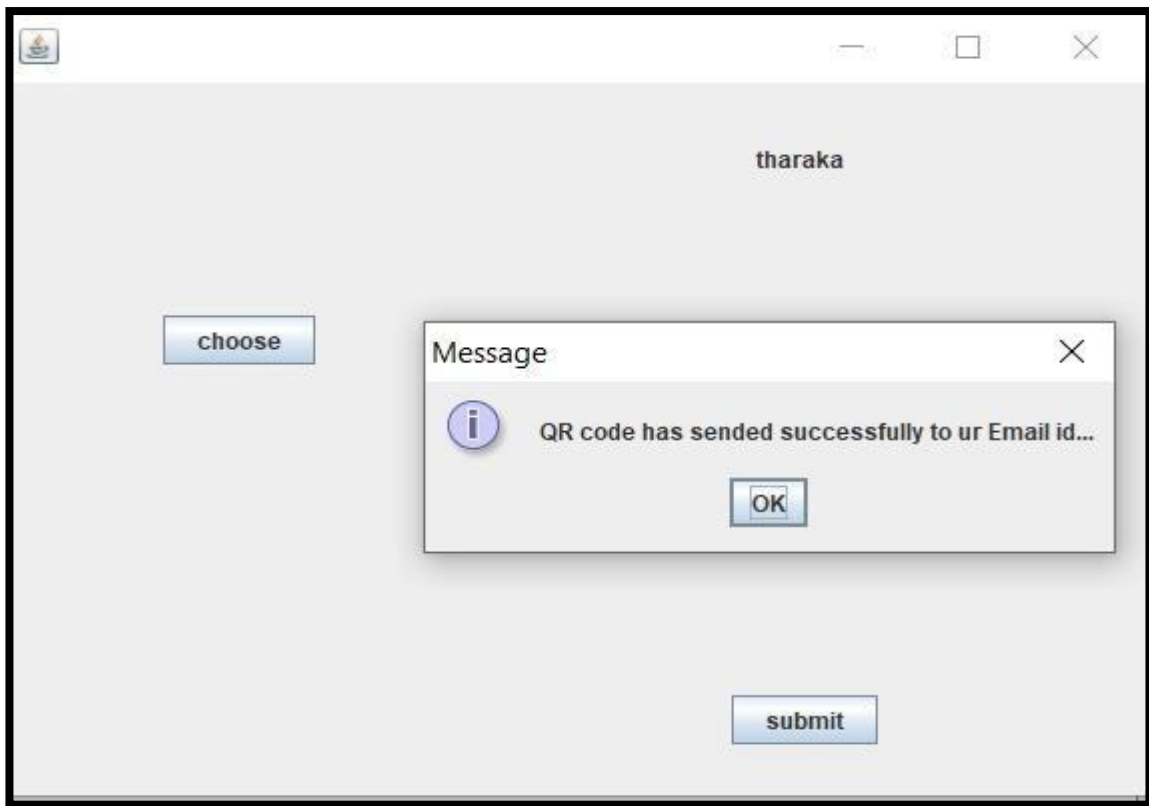 tharaka
choose
Message
QR code has sended successfully to ur Email id...
OK
submit